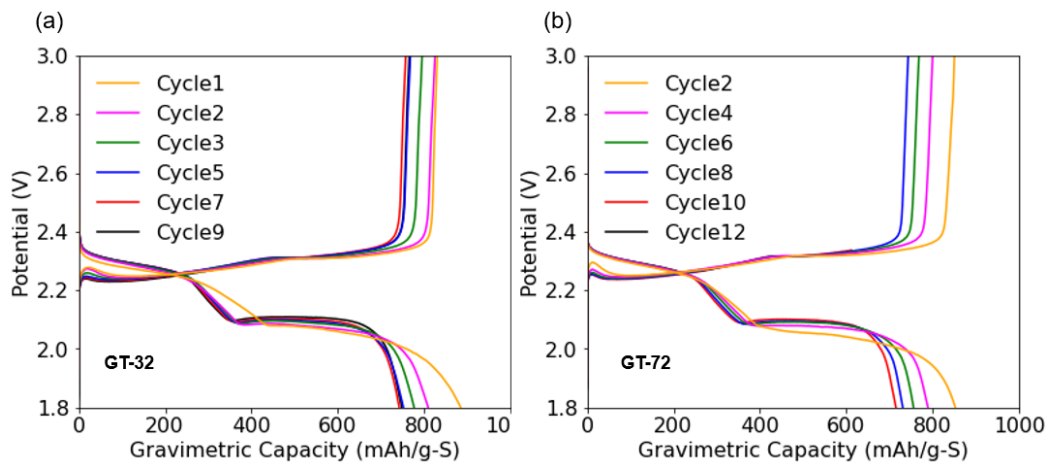 (a)
3.0
2.8
2.6
2.4
2.2
2.0
1.8
Potential (V)
Cycle1
Cycle2
Cycle3
Cycle5
Cycle7
Cycle9
GT-32
0 200 400 600 800 10
Gravimetric Capacity (mAh/g-S)
(b)
3.0
2.8
2.6
2.4
2.2
2.0
1.8
Potential (V)
Cycle2
Cycle4
Cycle6
Cycle8
Cycle10
Cycle12
GT-72
0 200 400 600 800 1000
Gravimetric Capacity (mAh/g-S)